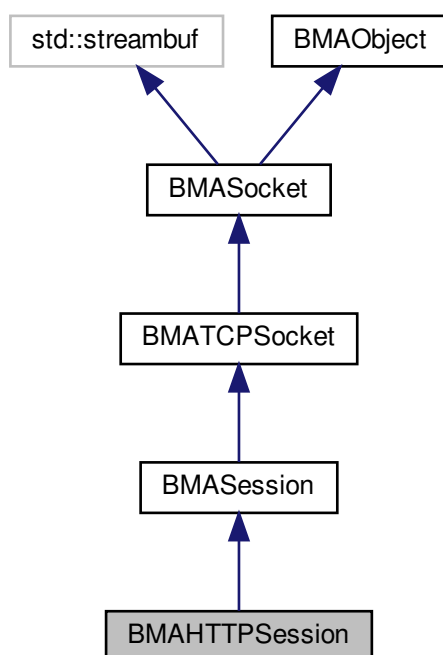 std::streambuf
BMAObject
BMASocket
BMATCPSocket
BMASession
BMAHTTPSession